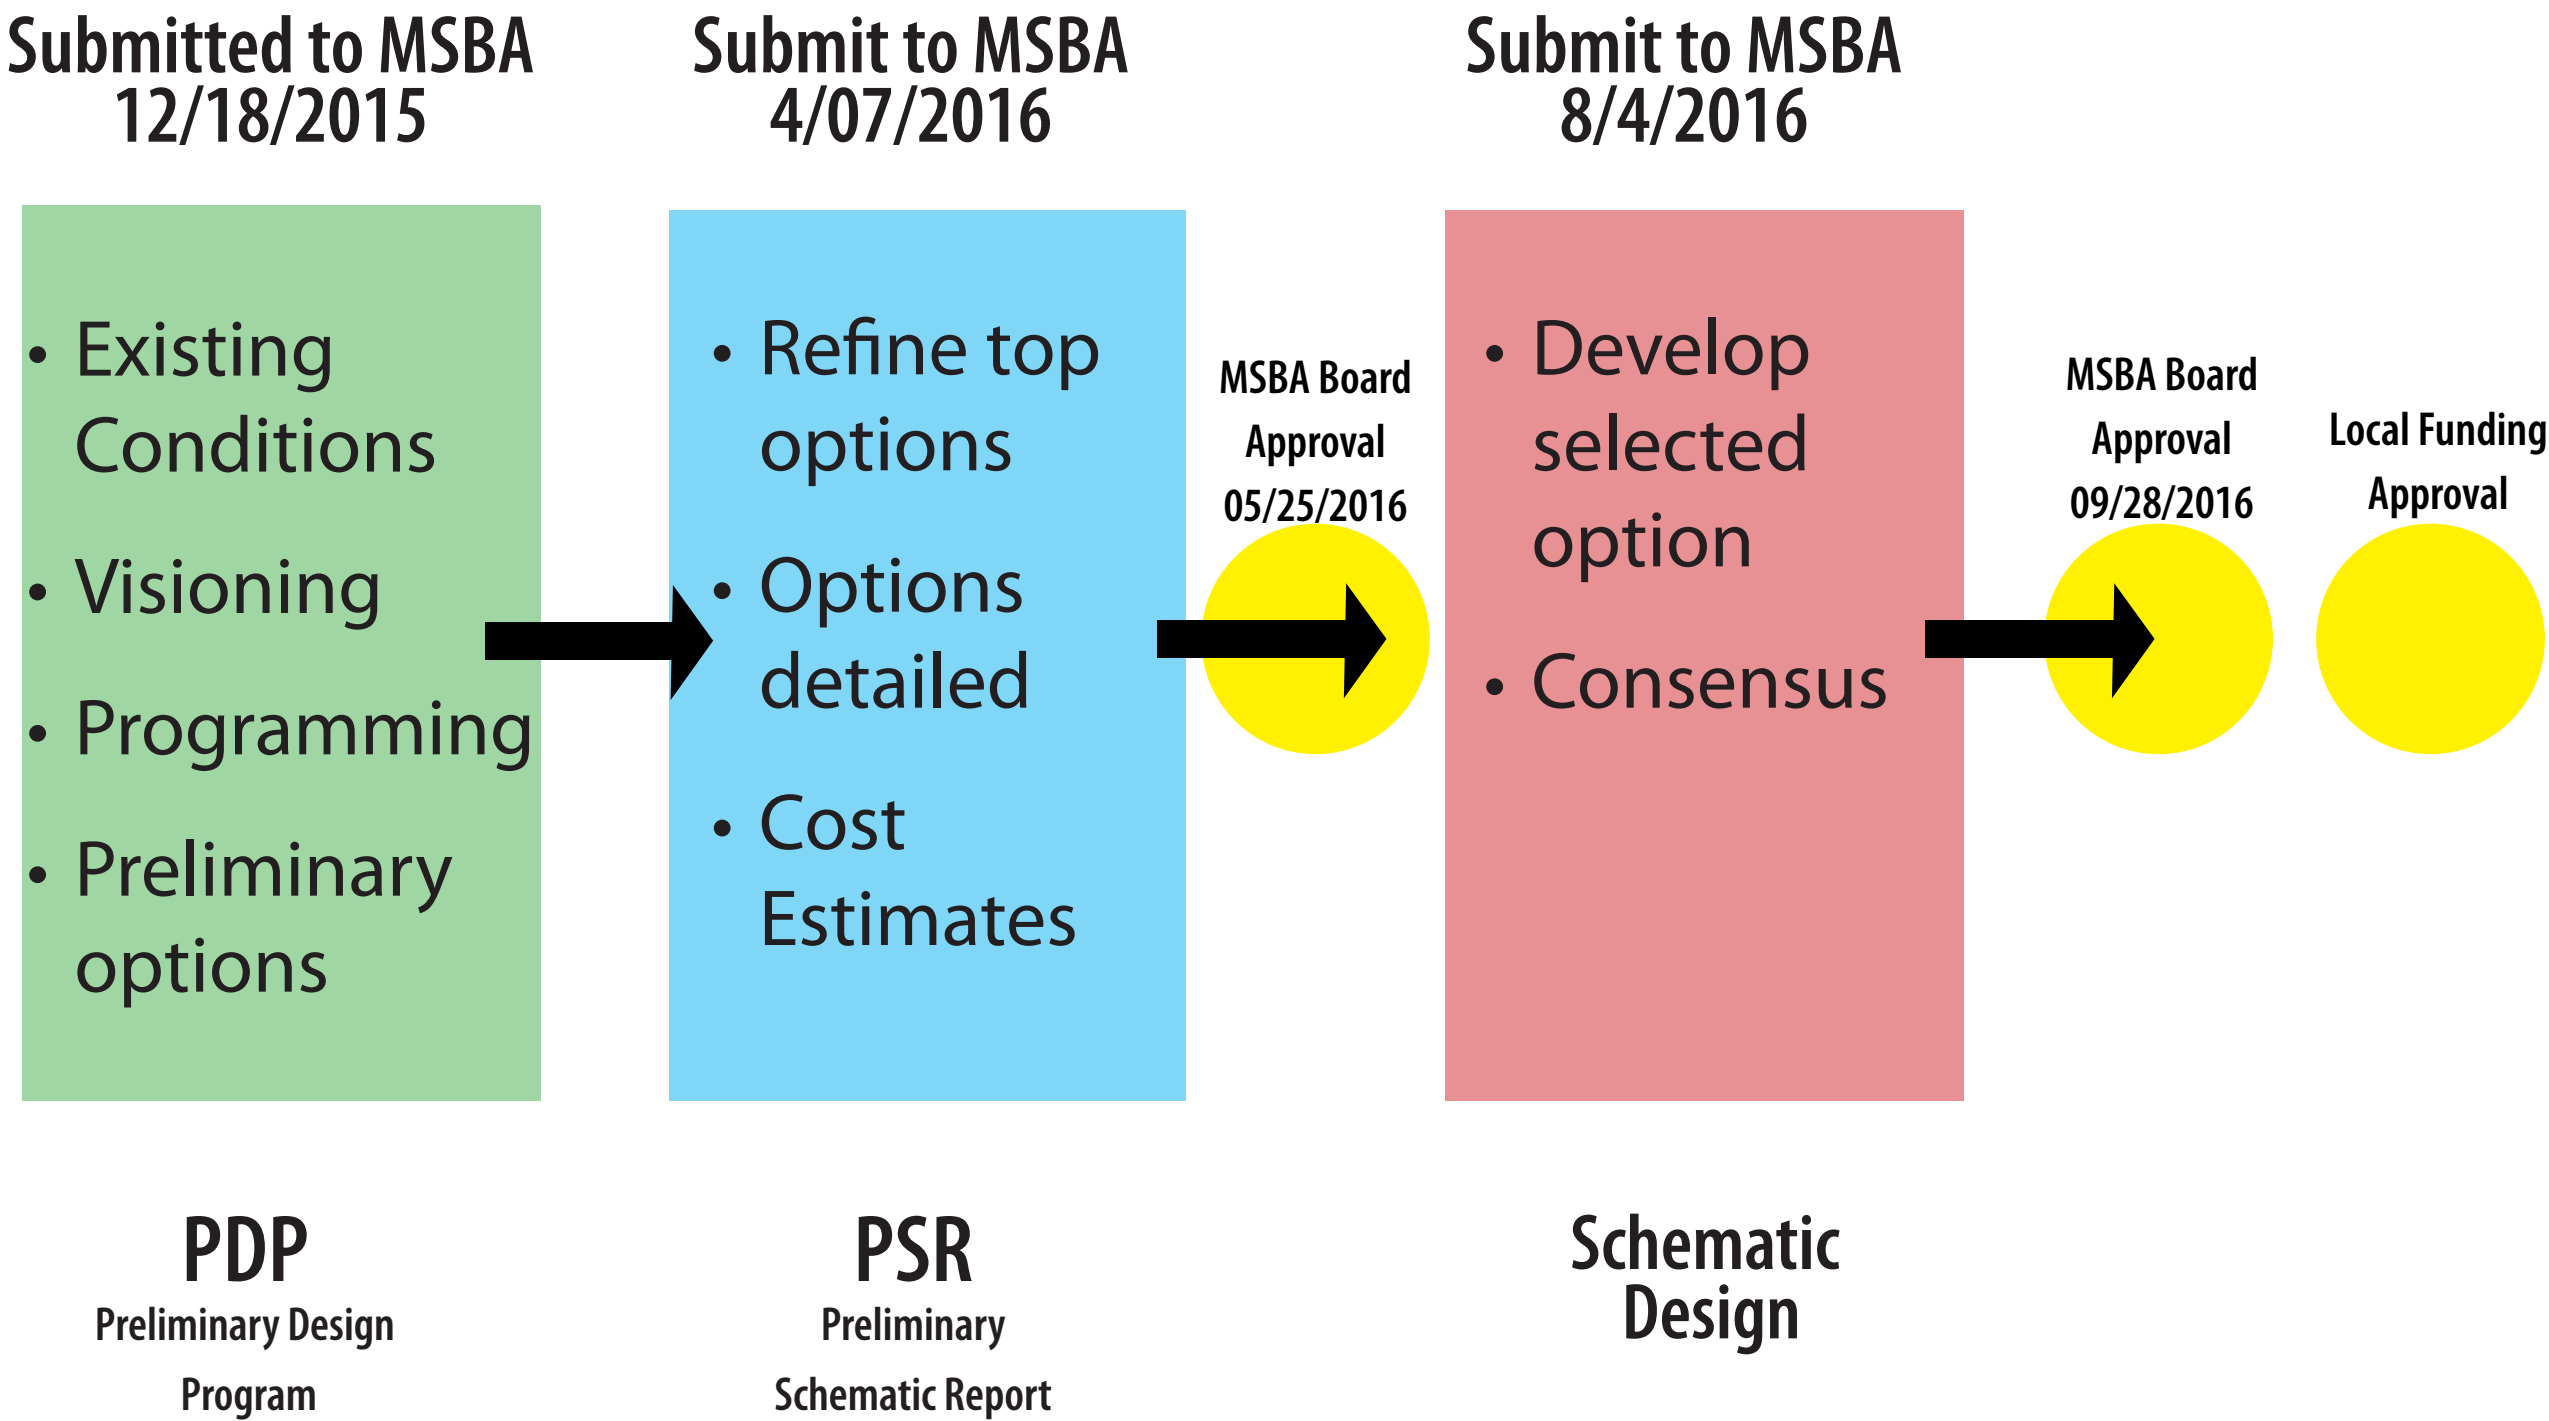 Submitted to MSBA
12/18/2015
• Existing
Conditions
• Visioning
• Programming
• Preliminary
options
PDP
Preliminary Design
Program
Submit to MSBA
4/07/2016
• Refine top
options
• Options
detailed
• Cost
Estimates
PSR
Preliminary
Schematic Report
MSBA Board
Approval
05/25/2016
Submit to MSBA
8/4/2016
• Develop
selected
option
• Consensus
Schematic
Design
MSBA Board
Approval
09/28/2016
Local Funding
Approval